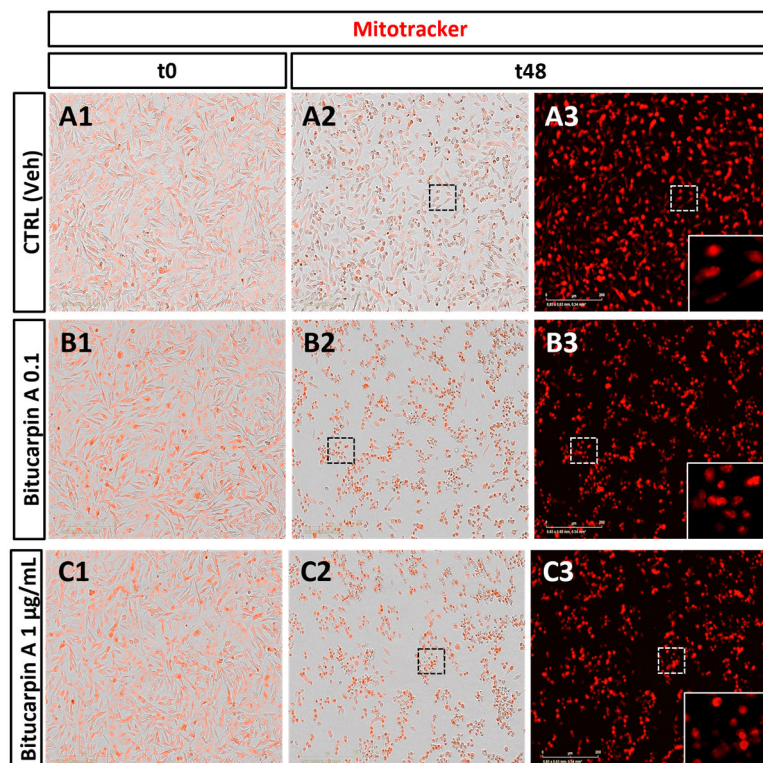 Mitotracker
t0
t48
CTRL (Veh)
A1
A2
A3
Bitucarpin A 0.1
B1
B2
B3
Bitucarpin A 1 µg/mL
C1
C2
C3